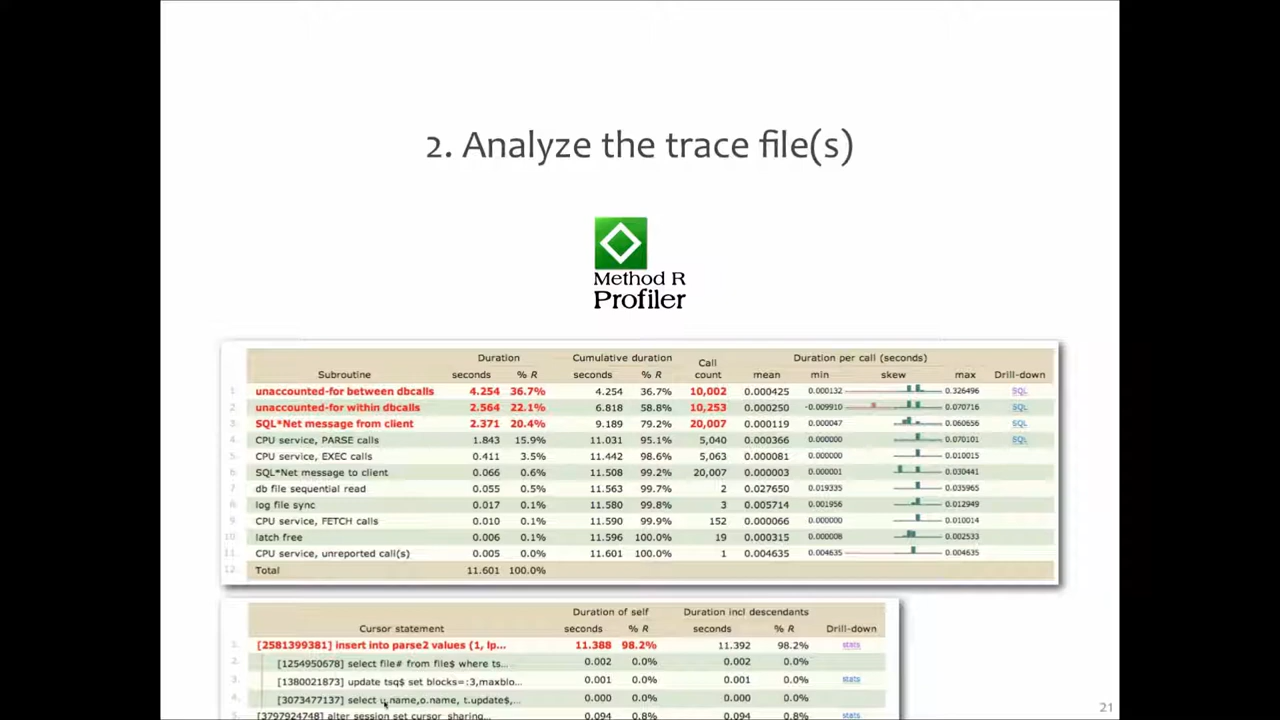 2. Analyze the trace file(s)
Method R
Profiler
Duration Cumulative duration Call Duration per call (seconds)
Subroutine seconds % R seconds % R count mean min skew max Drill-down
1. unaccounted-for between dbcalls 4.254 36.7% 4.254 36.7% 10,002 0.000425 0.000132 0.326496 SQL
2. unaccounted-for within dbcalls 2.564 22.1% 6.818 58.8% 10,253 0.000250 -0.009910 0.070716 SQL
3. SQL*Net message from client 2.371 20.4% 9.189 79.2% 20,007 0.000119 0.000047 0.060656 SQL
4. CPU service, PARSE calls 1.843 15.9% 11.031 95.1% 5,040 0.000366 0.000000 0.070101 SQL
5. CPU service, EXEC calls 0.411 3.5% 11.442 98.6% 5,063 0.000081 0.000000 0.010015
6. SQL*Net message to client 0.066 0.6% 11.508 99.2% 20,007 0.000003 0.000001 0.030441
7. db file sequential read 0.055 0.5% 11.563 99.7% 2 0.027650 0.019335 0.035965
8. log file sync 0.017 0.1% 11.580 99.8% 3 0.005714 0.001956 0.012949
9. CPU service, FETCH calls 0.010 0.1% 11.590 99.9% 152 0.000066 0.000000 0.010014
10. latch free 0.006 0.1% 11.596 100.0% 19 0.000315 0.000008 0.002533
11. CPU service, unreported call(s) 0.005 0.0% 11.601 100.0% 1 0.004635 0.004635 0.004635
12. Total 11.601 100.0%
Duration of self Duration incl descendants
Cursor statement seconds % R seconds % R Drill-down
1. [2581399381] insert into parse2 values (1, lp... 11.388 98.2% 11.392 98.2% stats
2. [1254950678] select file# from file$ where ts... 0.002 0.0% 0.002 0.0%
3. [1380021873] update tsq$ set blocks=:3,maxblo... 0.001 0.0% 0.001 0.0% stats
4. [3073477137] select u.name,o.name, t.update$,... 0.000 0.0% 0.000 0.0%
5. [3797924748] alter session set cursor_sharing... 0.094 0.8% 0.094 0.8% stats
21